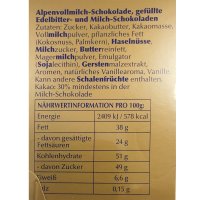 Alpenvollmilch-Schokolade, gefüllte
Edelbitter- und Milch-Schokoladen
Zutaten: Zucker, Kakaobutter, Kakaomasse,
Vollmilchpulver, pflanzliches Fett
(Kokosnuss, Palmkern), Haselnüsse,
Milchzucker, Butterreinfett,
Magermilchpulver, Emulgator
(Sojalecithin), Gerstenmalzextrakt,
Aromen, natürliches Vanillearoma, Vanille.
Kann andere Schalenfrüchte enthalten.
Kakao: 30% mindestens in der
Milch-Schokolade
NÄHRWERTINFORMATION PRO 100g:
Energie 2409 kJ / 578 kcal
Fett 38 g
- davon gesättigte
Fettsäuren 24 g
Kohlenhydrate 51 g
- davon Zucker 49 g
Eiweiß 6,6 g
Salz 0,15 g